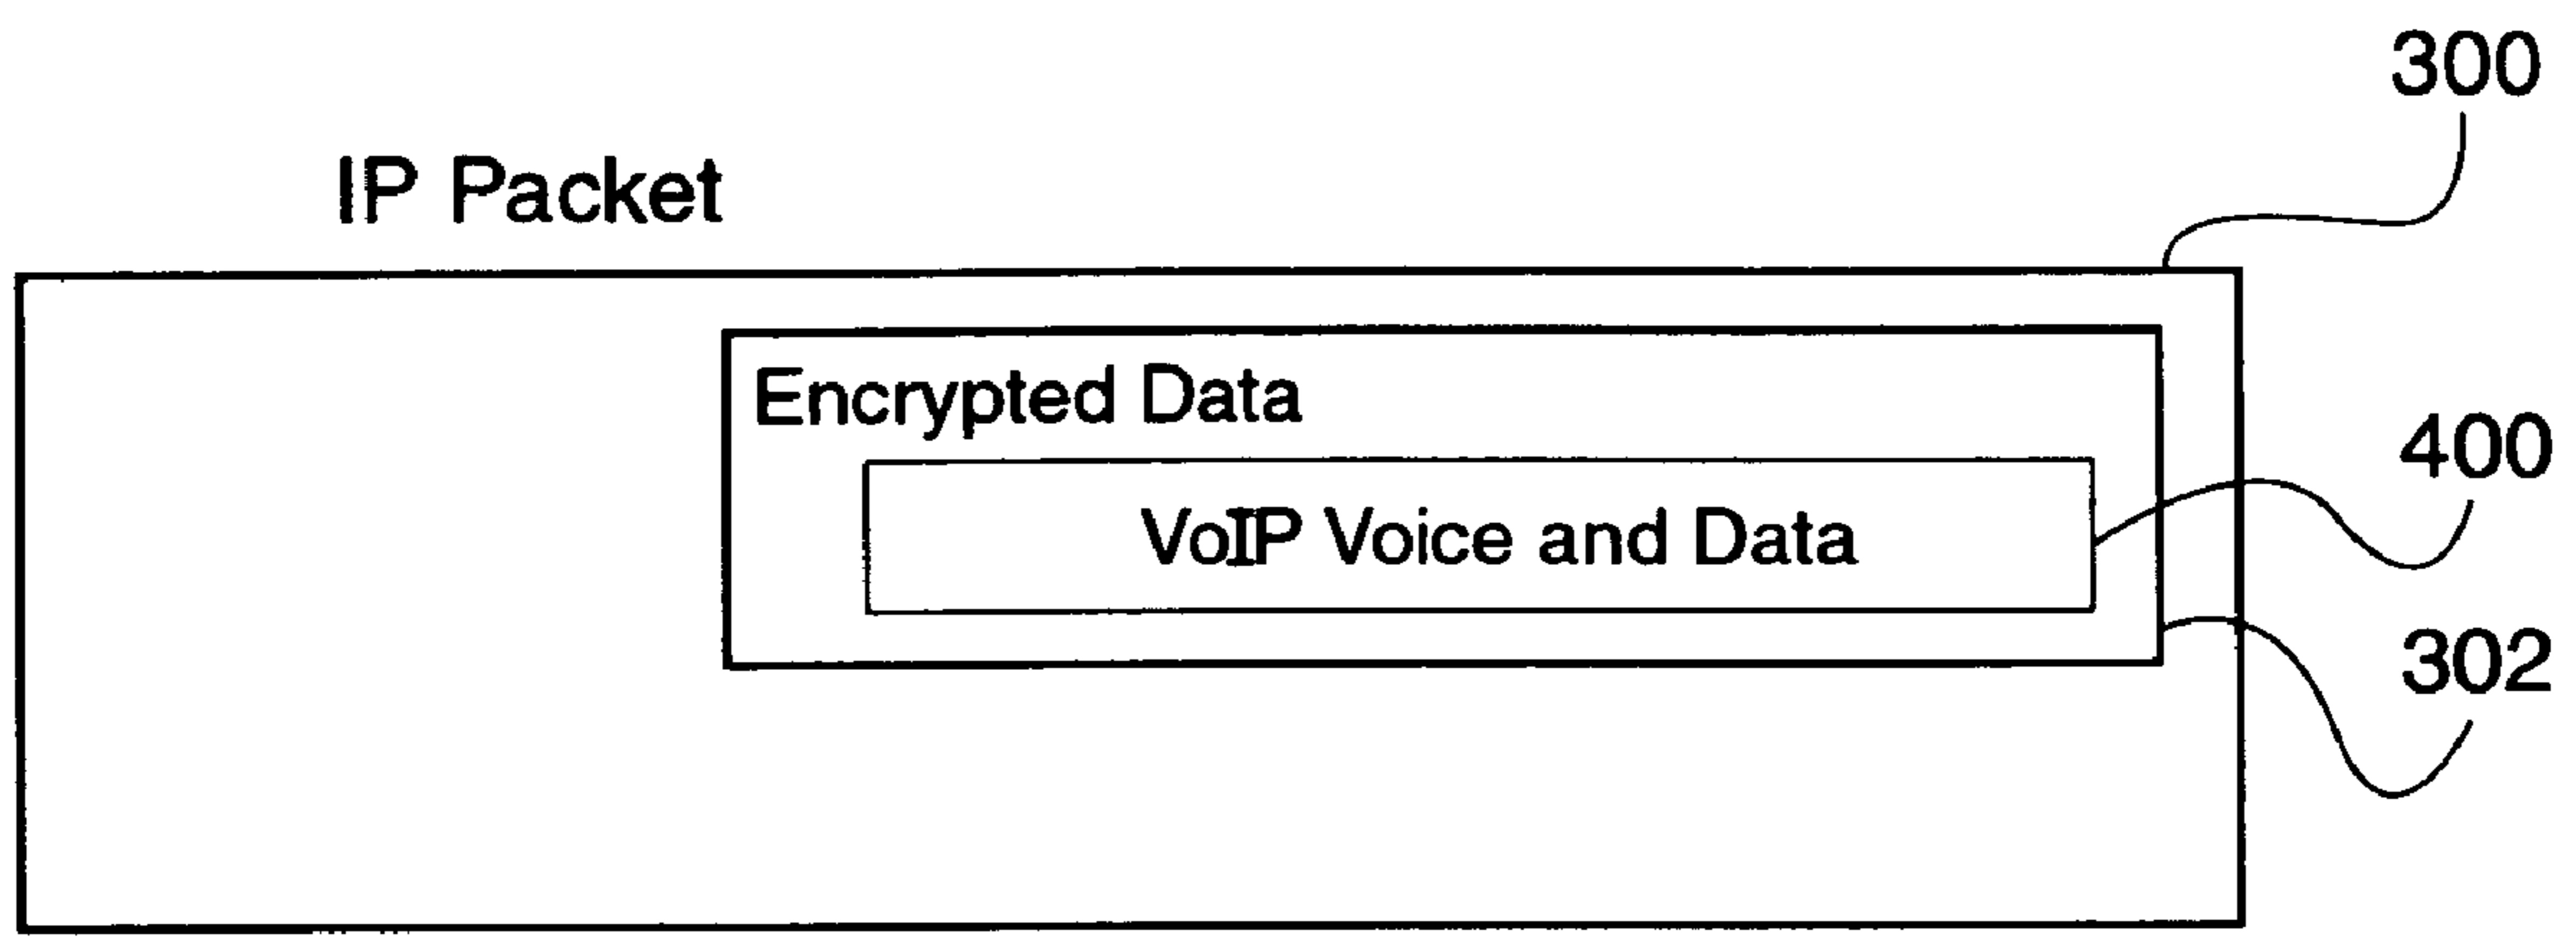 300
IP Packet
Encrypted Data
400
VoIP Voice and Data
302